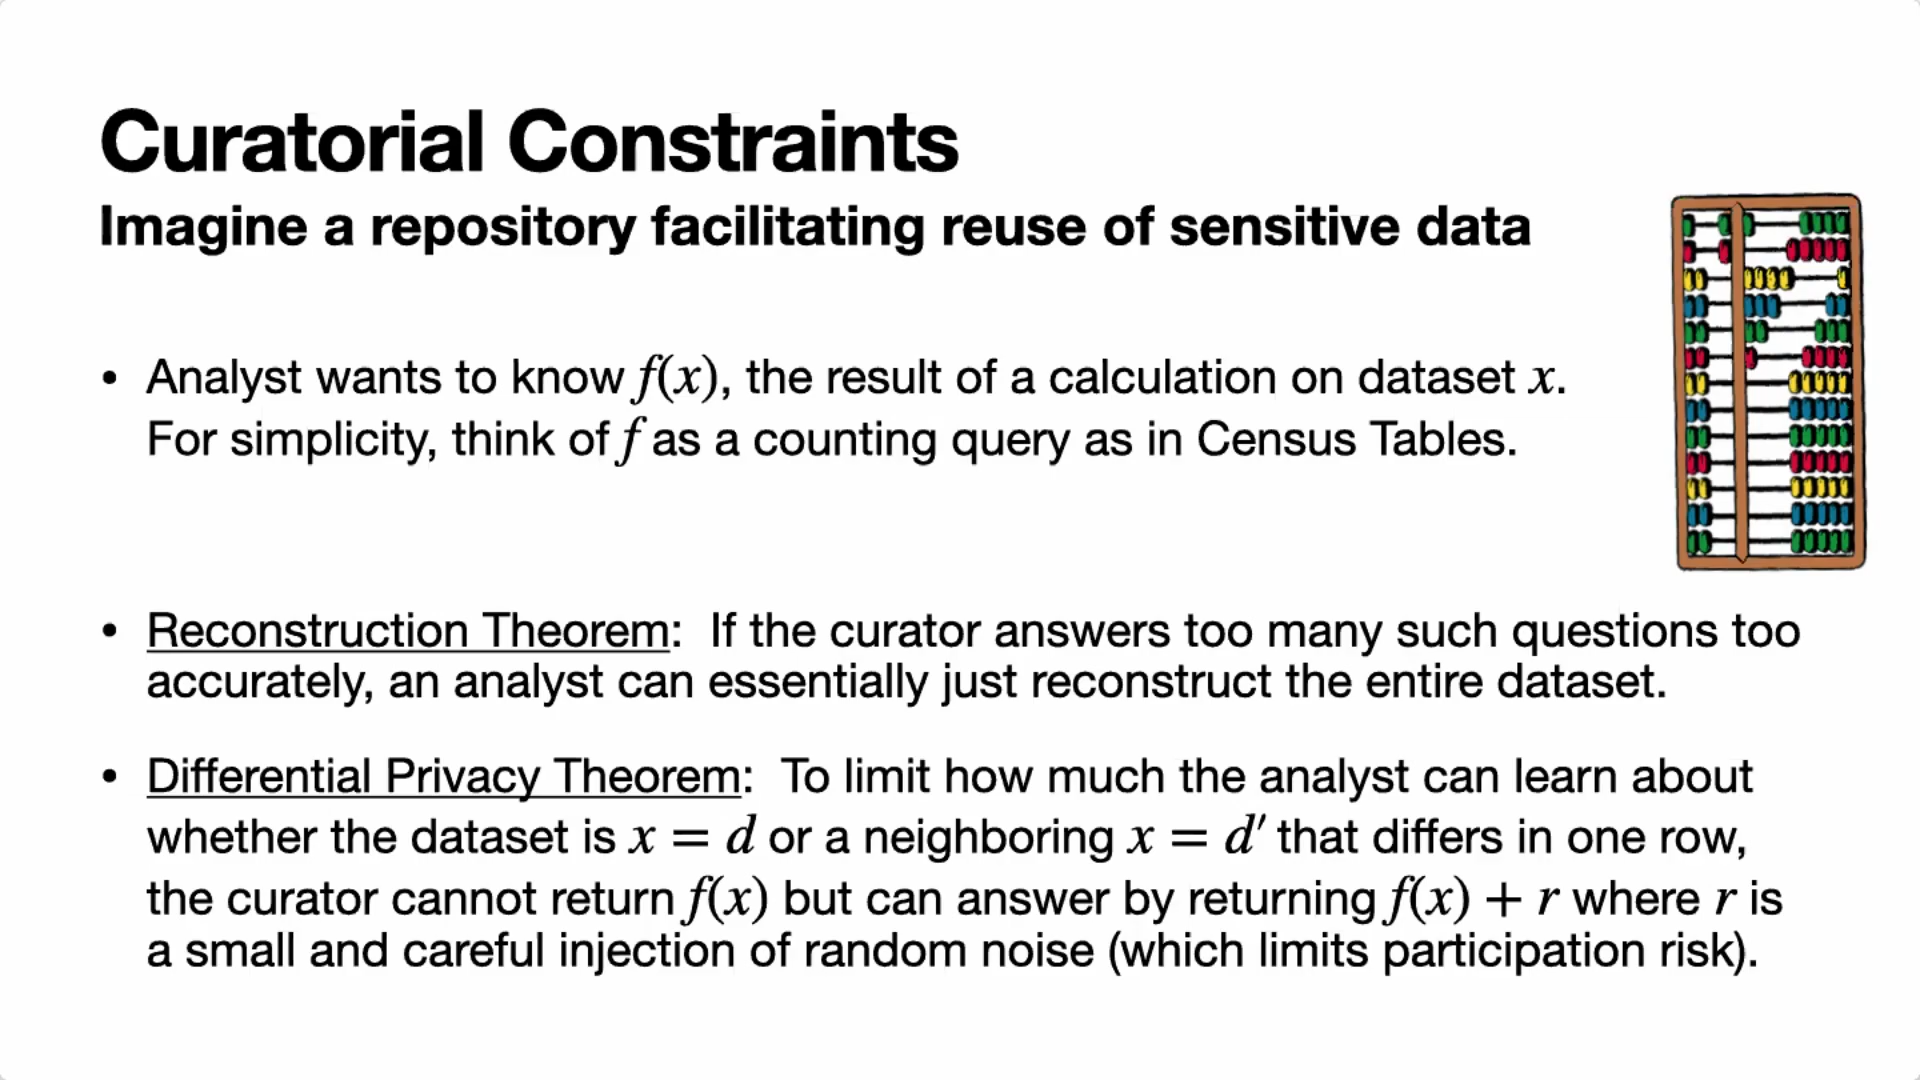 Curatorial Constraints
Imagine a repository facilitating reuse of sensitive data
• Analyst wants to know f(x), the result of a calculation on dataset x.
For simplicity, think of f as a counting query as in Census Tables.
• Reconstruction Theorem: If the curator answers too many such questions too
accurately, an analyst can essentially just reconstruct the entire dataset.
• Differential Privacy Theorem: To limit how much the analyst can learn about
whether the dataset is x = d or a neighboring x = d′ that differs in one row,
the curator cannot return f(x) but can answer by returning f(x) + r where r is
a small and careful injection of random noise (which limits participation risk).